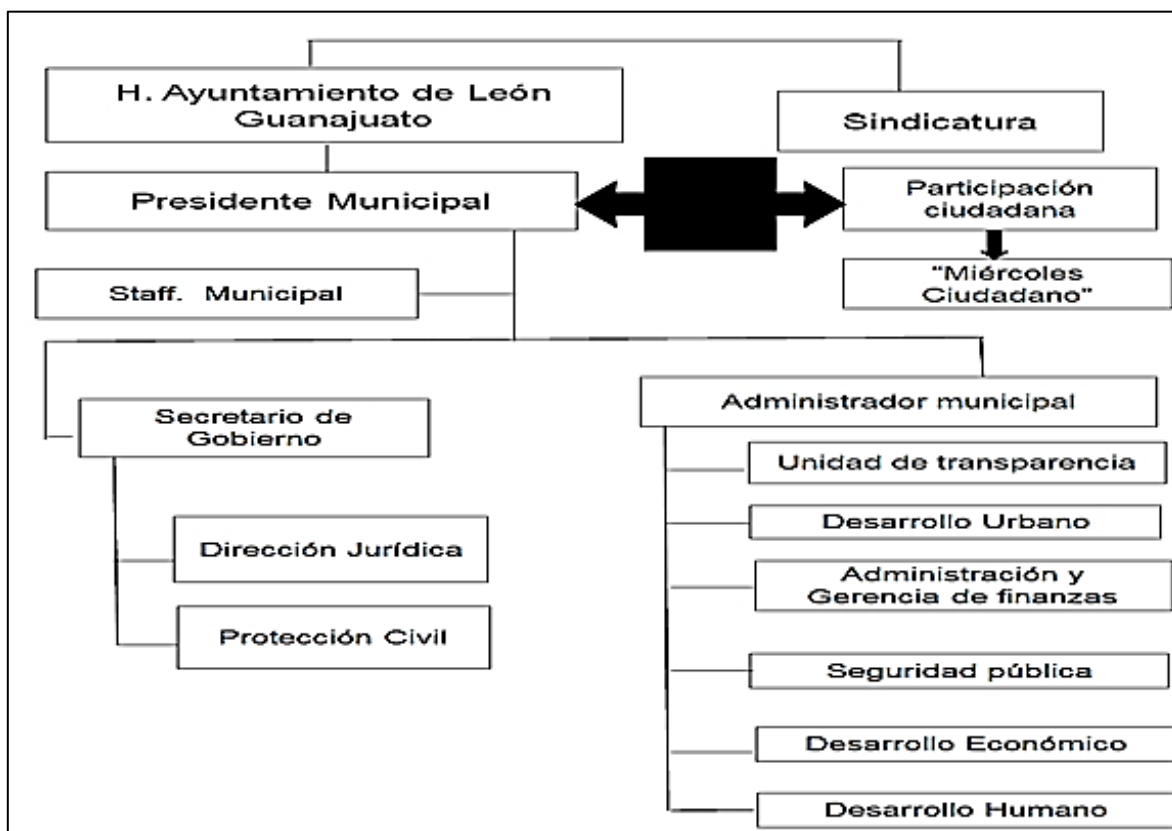 H. Ayuntamiento de León
Guanajuato
Sindicatura
Presidente Municipal
Participación
ciudadana
Staff. Municipal
"Miércoles
Ciudadano"
Secretario de
Gobierno
Dirección Jurídica
Protección Civil
Administrador municipal
Unidad de transparencia
Desarrollo Urbano
Administración y
Gerencia de finanzas
Seguridad pública
Desarrollo Económico
Desarrollo Humano